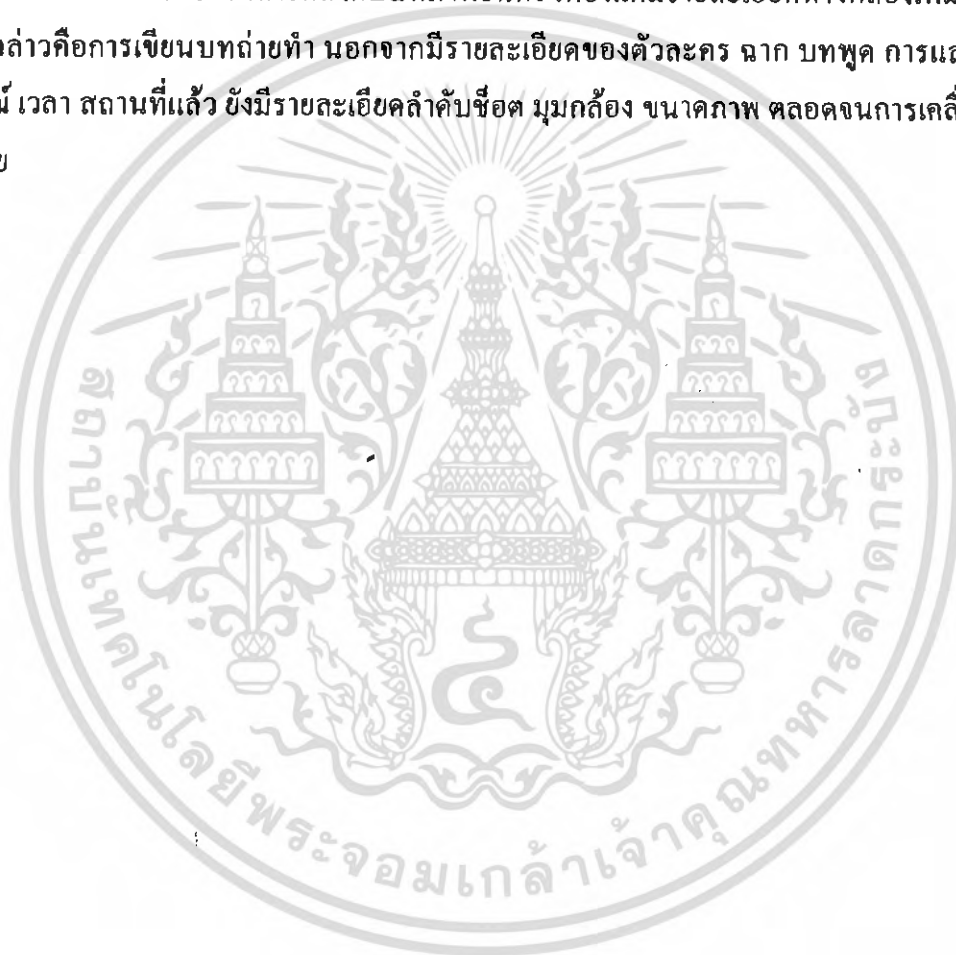 ล่าวคือการเขียนบทถ่ายทำ นอกจากมีรายละเอียดของตัวละคร ฉาก บทพูด การแส
เวลา สถานที่แล้ว ยังมีรายละเอียดลำดับช็อต มุมกล้อง ขนาดภาพ ตลอดจนการเคลื่
ย
๔
สถาบันเทคโนโลยีพระจอมเกล้าเจ้าคุณทหารลาดกระบัง